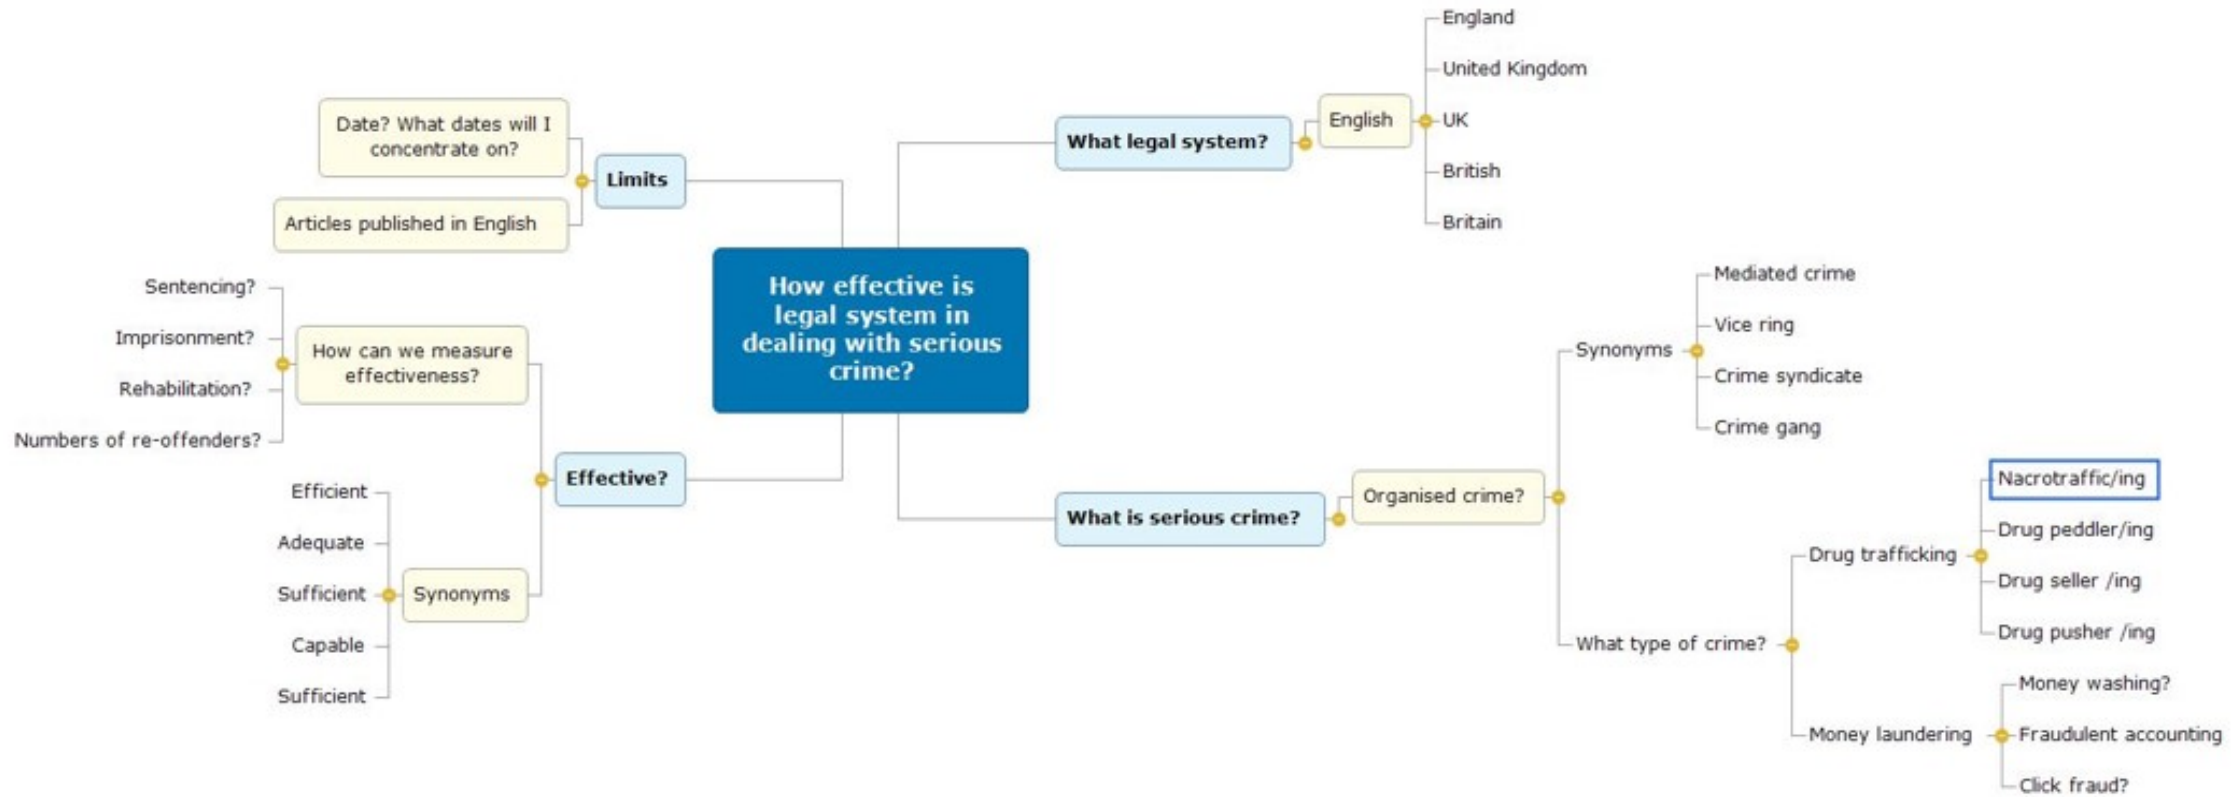 How effective is
legal system in
dealing with serious
crime?
Limits
Date? What dates will I
concentrate on?
Articles published in English
Effective?
How can we measure
effectiveness?
Sentencing?
Imprisonment?
Rehabilitation?
Numbers of re-offenders?
Synonyms
Efficient
Adequate
Sufficient
Capable
Sufficient
What legal system?
English
England
United Kingdom
UK
British
Britain
What is serious crime?
Organised crime?
Synonyms
Mediated crime
Vice ring
Crime syndicate
Crime gang
What type of crime?
Drug trafficking
Nacrotraffic/ing
Drug peddler/ing
Drug seller /ing
Drug pusher /ing
Money laundering
Money washing?
Fraudulent accounting
Click fraud?